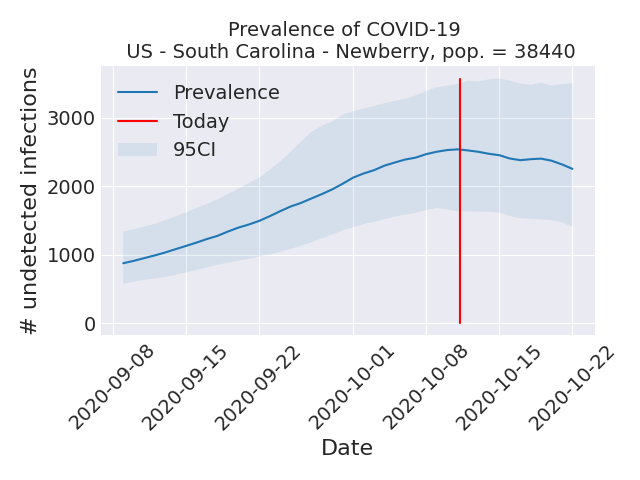 Prevalence of COVID-19
US - South Carolina - Newberry, pop. = 38440
Prevalence
Today
95CI
# undetected infections
3000
2000
1000
0
2020-09-08
2020-09-15
2020-09-22
2020-10-01
2020-10-08
2020-10-15
2020-10-22
Date